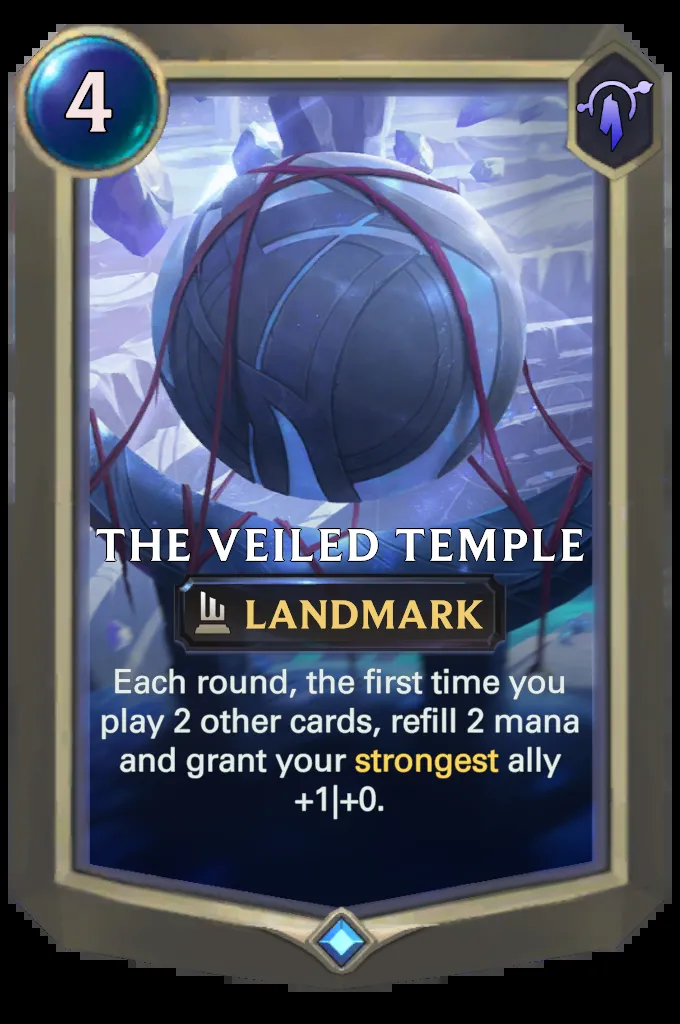 4
THE VEILED TEMPLE
LANDMARK
Each round, the first time you
play 2 other cards, refill 2 mana
and grant your strongest ally
+1|+0.